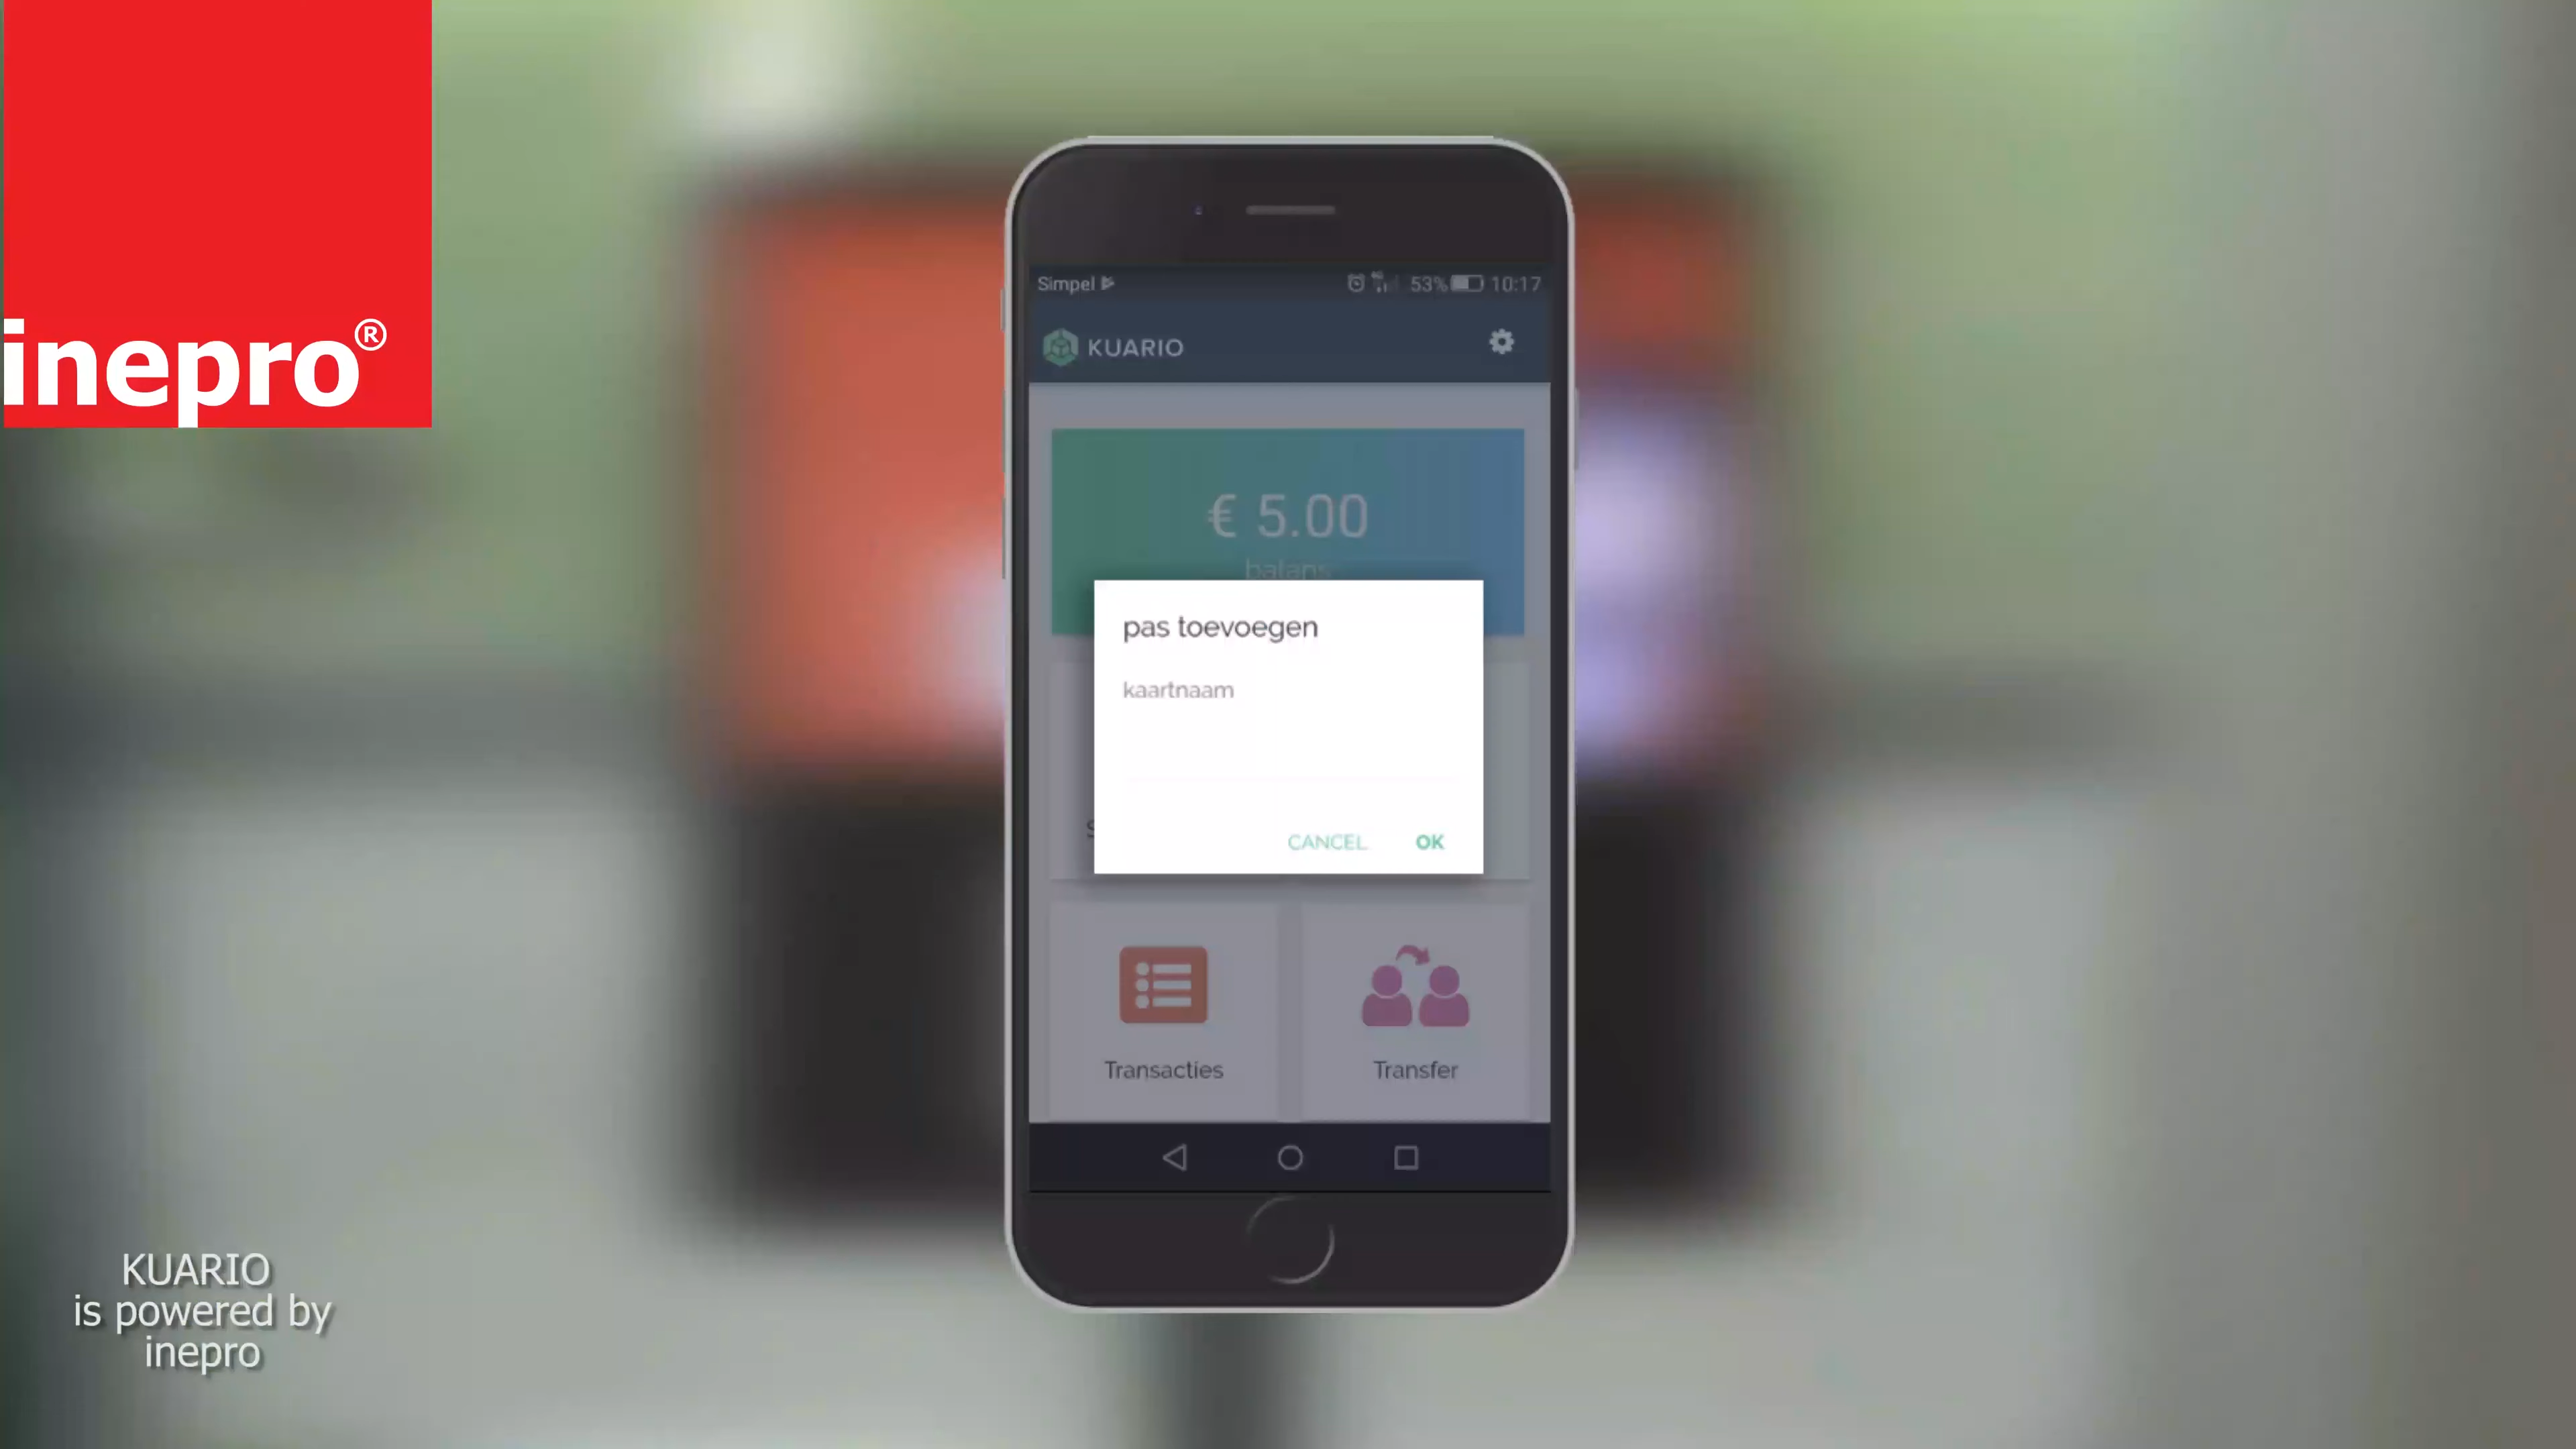 inepro®
Simpel 53% 10:17
KUARIO
€ 5.00
balans
pas toevoegen
kaartnaam
CANCEL OK
Transacties Transfer
KUARIO
is powered by
inepro